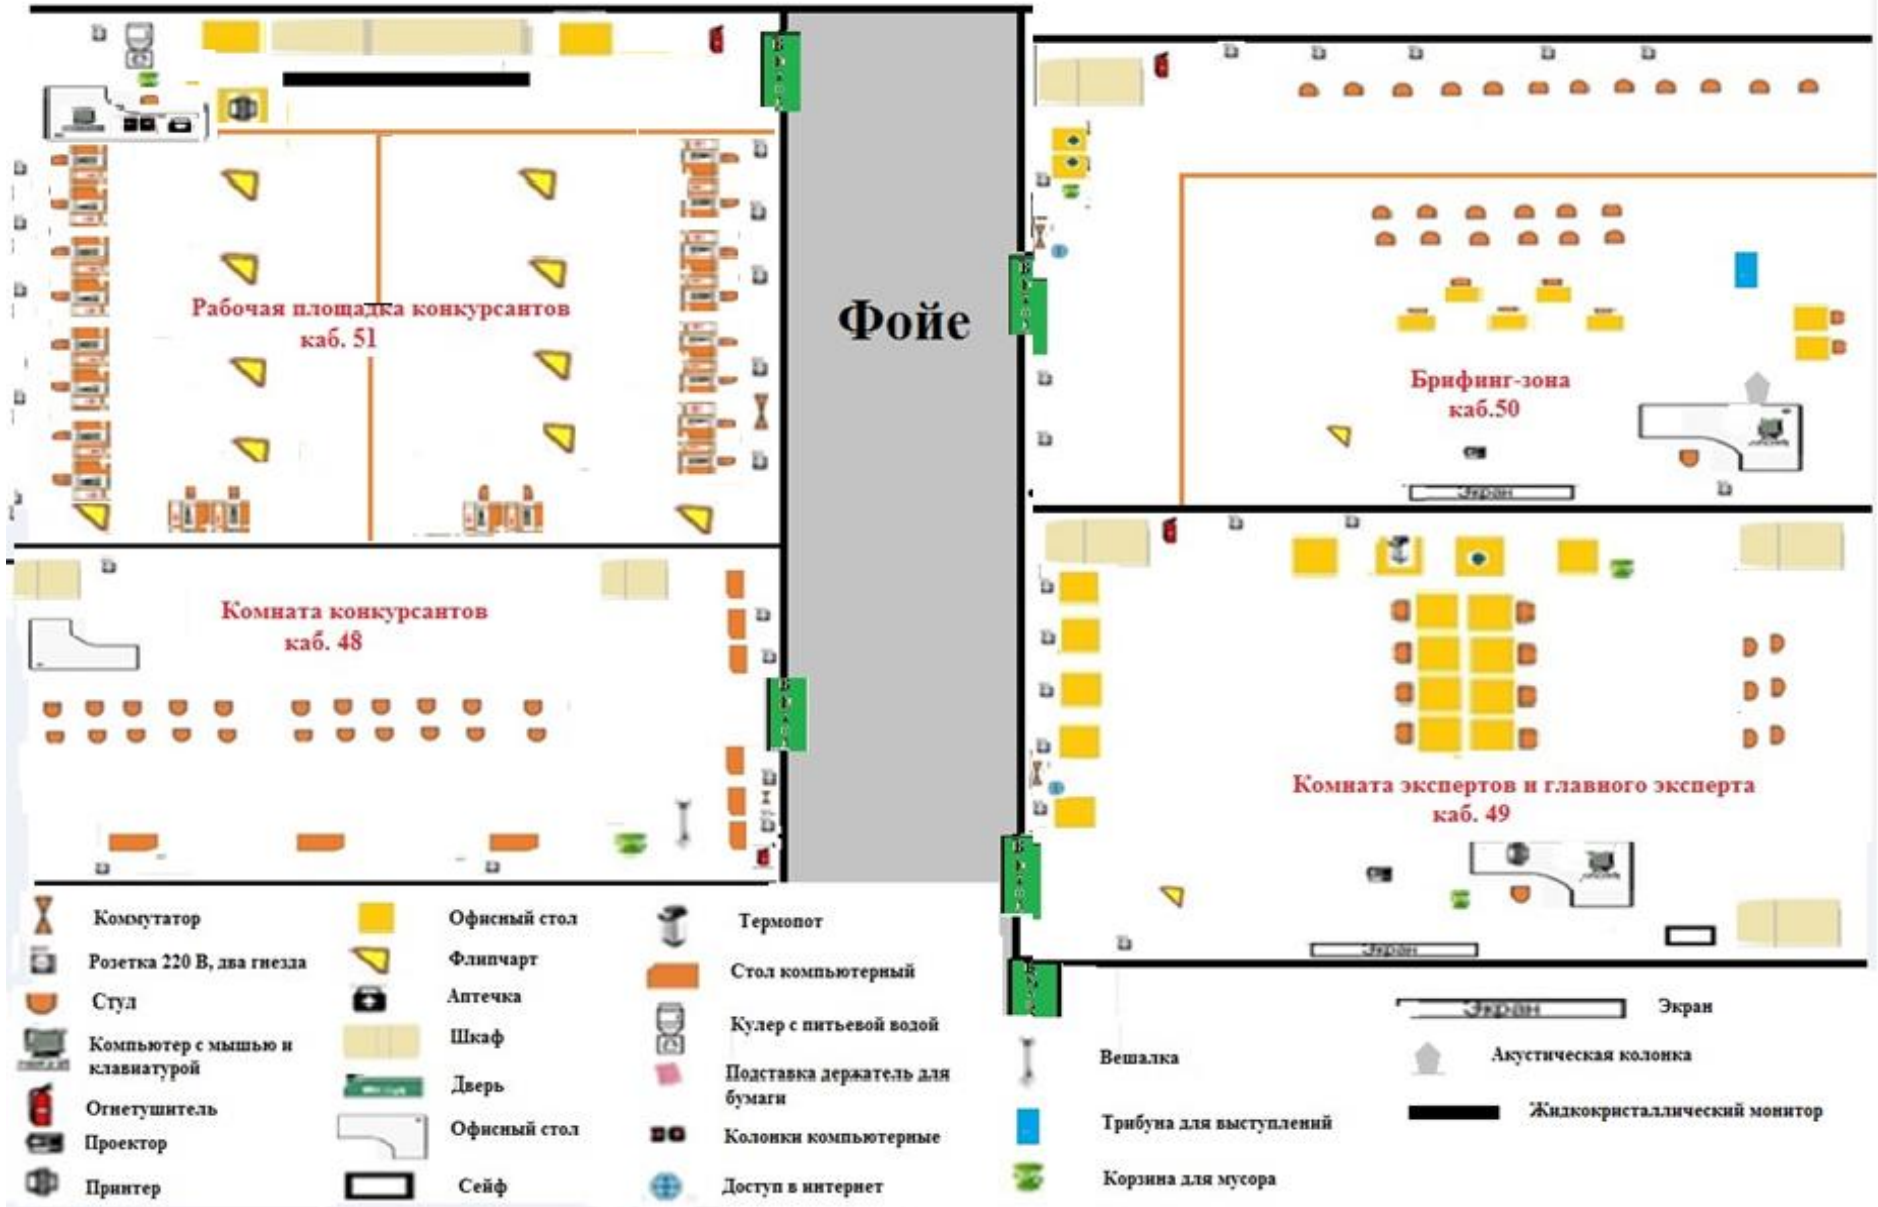 Фойе
Рабочая площадка конкурсантов
каб. 51
Брифинг-зона
каб.50
Экран
Комната конкурсантов
каб. 48
Комната экспертов и главного эксперта
каб. 49
Экран
Коммутатор
Розетка 220 В, два гнезда
Стул
Компьютер с мышью и
клавиатурой
Огнетушитель
Проектор
Принтер
Офисный стол
Флипчарт
Аптечка
Шкаф
Дверь
Офисный стол
Сейф
Термопот
Стол компьютерный
Кулер с питьевой водой
Подставка держатель для
бумаги
Колонки компьютерные
Доступ в интернет
Вешалка
Трибуна для выступлений
Корзина для мусора
Экран
Экран
Акустическая колонка
Жидкокристаллический монитор